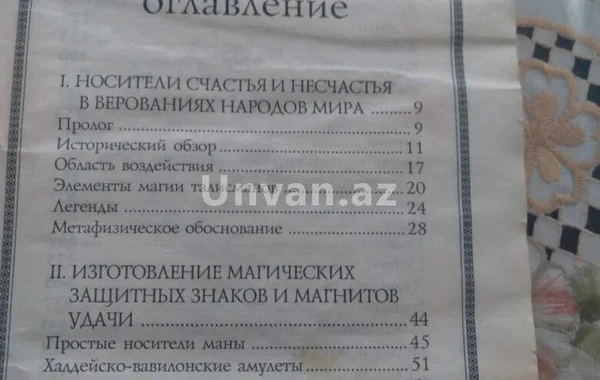 оглавление
I. НОСИТЕЛИ СЧАСТЬЯ И НЕСЧАСТЬЯ
В ВЕРОВАНИЯХ НАРОДОВ МИРА ....... 9
Пролог ....... 9
Исторический обзор ....... 11
Область воздействия ....... 17
Элементы магии талисманов ....... 20
Unvan.az
Легенды ....... 24
Метафизическое обоснование ....... 28
II. ИЗГОТОВЛЕНИЕ МАГИЧЕСКИХ
ЗАЩИТНЫХ ЗНАКОВ И МАГНИТОВ
УДАЧИ ....... 44
Простые носители маны ....... 45
Халдейско-вавилонские амулеты ....... 51